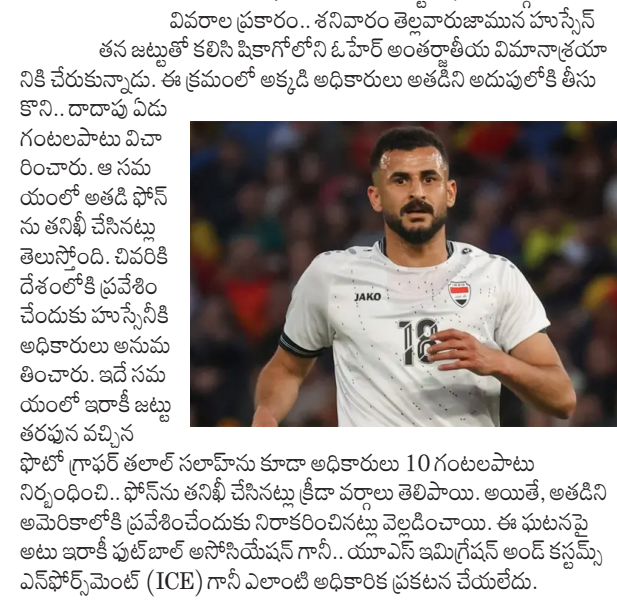 వివరాల ప్రకారం.. శనివారం తెల్లవారుజామున హుస్సేన్
తన జట్టుతో కలిసి షికాగోలోని ఓహేర్ అంతర్జాతీయ విమానాశ్రయా
నికి చేరుకున్నాడు. ఈ క్రమంలో అక్కడి అధికారులు అతడిని అదుపులోకి తీసు
కొని.. దాదాపు ఏడు
గంటలపాటు విచా
రించారు. ఆ సమ
యంలో అతడి ఫోన్
ను తనిఖీ చేసినట్లు
తెలుస్తోంది. చివరికి
దేశంలోకి ప్రవేశిం
చేందుకు హుస్సేనీకి
అధికారులు అనుమ
తించారు. ఇదే సమ
యంలో ఇరాకీ జట్టు
తరఫున వచ్చిన
JAKO
18
ఫొటో గ్రాఫర్ తలాల్ సలాహ్‌ను కూడా అధికారులు 10 గంటలపాటు
నిర్బంధించి.. ఫోన్‌ను తనిఖీ చేసినట్లు క్రీడా వర్గాలు తెలిపాయి. అయితే, అతడిని
అమెరికాలోకి ప్రవేశించేందుకు నిరాకరించినట్లు వెల్లడించాయి. ఈ ఘటనపై
అటు ఇరాకీ ఫుట్‌బాల్ అసోసియేషన్ గానీ.. యూఎస్ ఇమిగ్రేషన్ అండ్ కస్టమ్స్
ఎన్‌ఫోర్స్‌మెంట్ (ICE) గానీ ఎలాంటి అధికారిక ప్రకటన చేయలేదు.